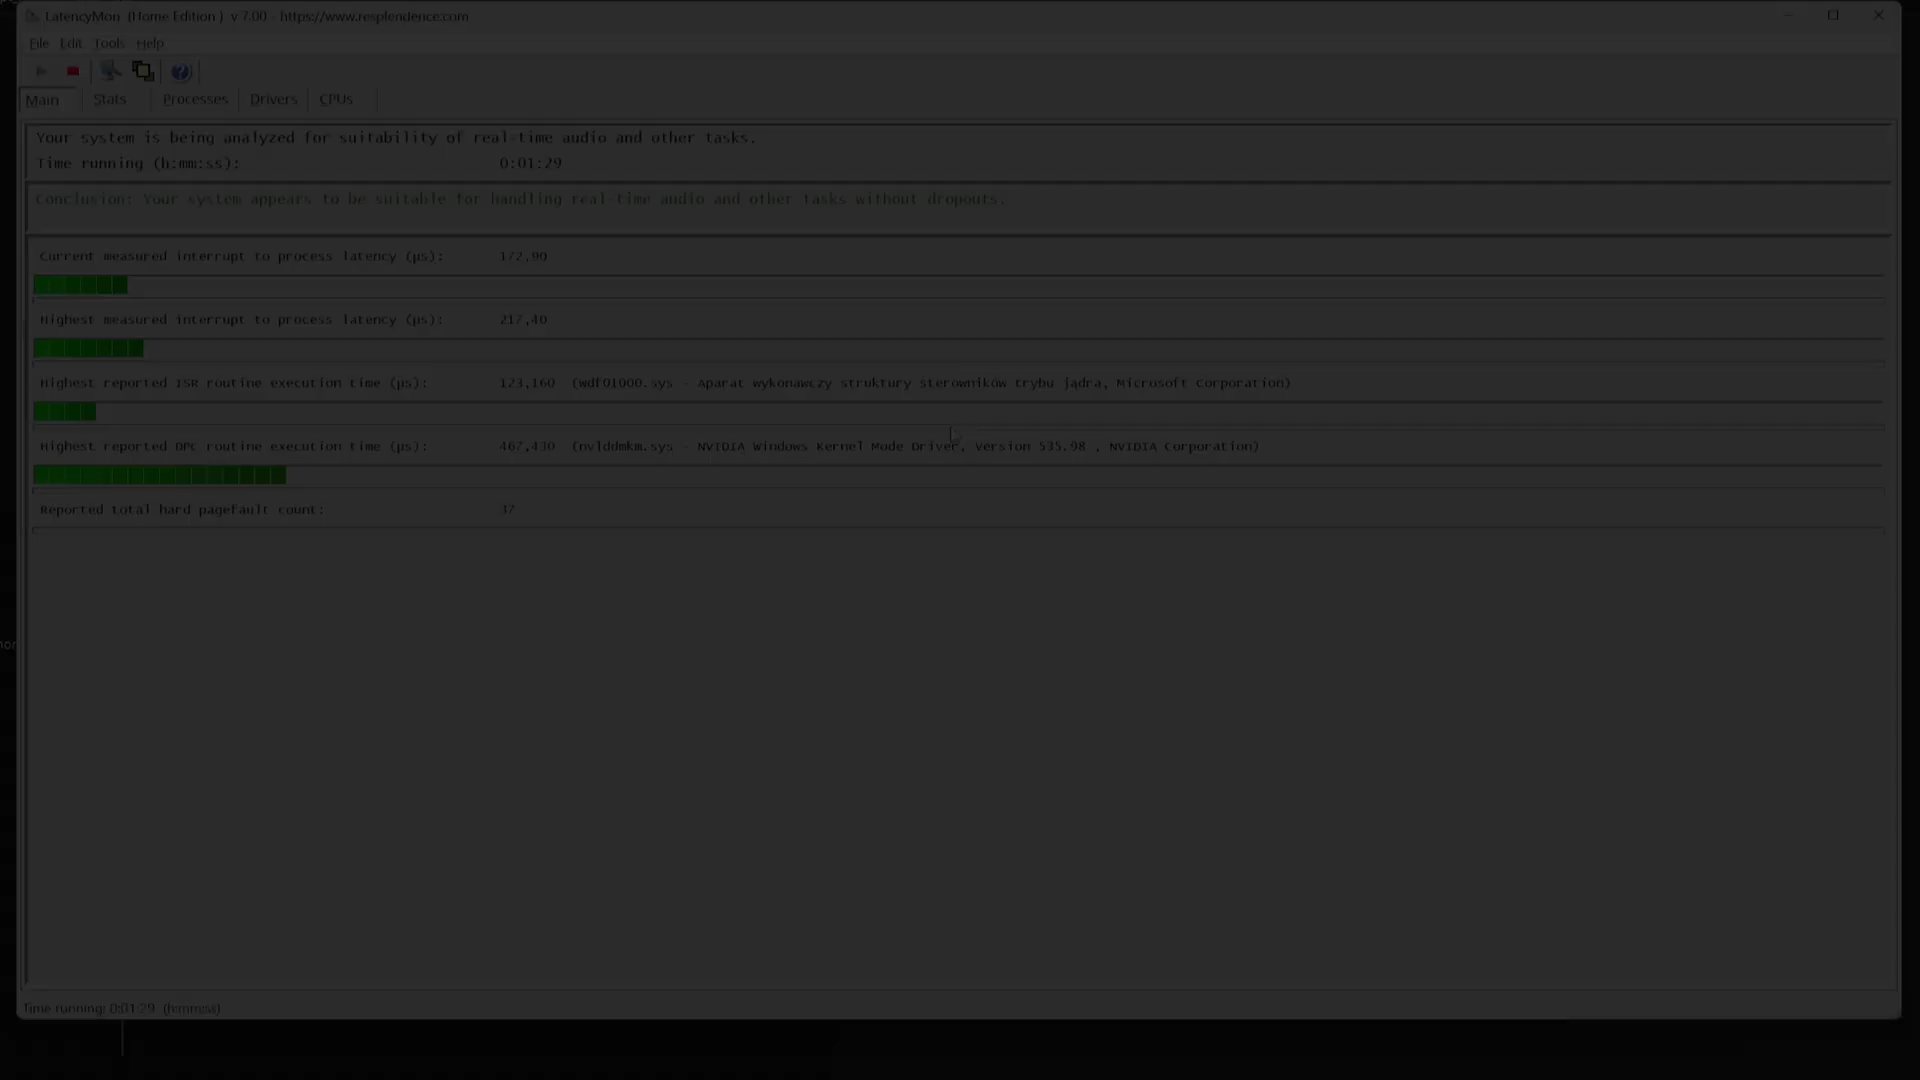 LatencyMon (Home Edition ) v 7.00 - https://www.resplendence.com
File Edit Tools Help
Main Stats Processes Drivers CPUs
Your system is being analyzed for suitability of real-time audio and other tasks.
Time running (h:mm:ss): 0:01:29
Conclusion: Your system appears to be suitable for handling real-time audio and other tasks without dropouts.
Current measured interrupt to process latency (µs): 172,90
Highest measured interrupt to process latency (µs): 217,40
Highest reported ISR routine execution time (µs): 123,160 (Wdf01000.sys - Aparat wykonawczy struktury sterowników trybu jądra, Microsoft Corporation)
Highest reported DPC routine execution time (µs): 467,430 (nvlddmkm.sys - NVIDIA Windows Kernel Mode Driver, Version 535.98 , NVIDIA Corporation)
Reported total hard pagefault count: 37
Time running: 0:01:29 (h:mm:ss)